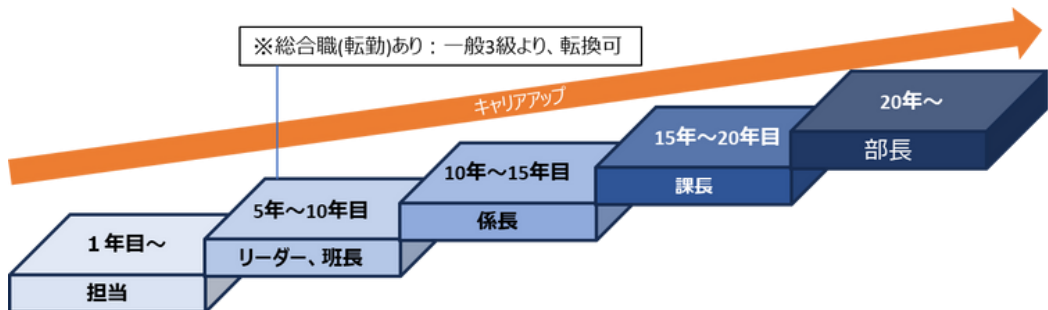 ※総合職(転勤)あり：一般3級より、転換可
キャリアアップ
1年目～
担当
5年～10年目
リーダー、班長
10年～15年目
係長
15年～20年目
課長
20年～
部長